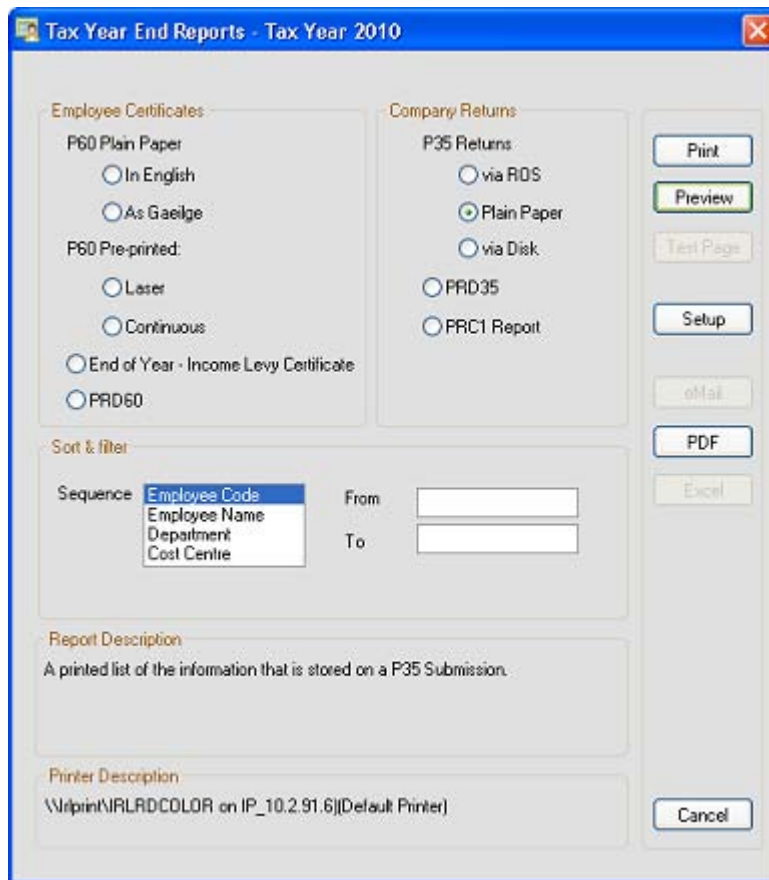 Tax Year End Reports - Tax Year 2010
Employee Certificates
P60 Plain Paper
In English
As Gaeilge
P60 Pre-printed:
Laser
Continuous
End of Year - Income Levy Certificate
PRD60
Company Returns
P35 Returns
via ROS
Plain Paper
via Disk
PRD35
PRC1 Report
Print
Preview
Test Page
Setup
eMail
PDF
Excel
Sort & filter
Sequence
Employee Code
Employee Name
Department
Cost Centre
From
To
Report Description
A printed list of the information that is stored on a P35 Submission.
Printer Description
\\Irlprint\IRLRDCOLOR on IP_10.2.91.6](Default Printer)
Cancel